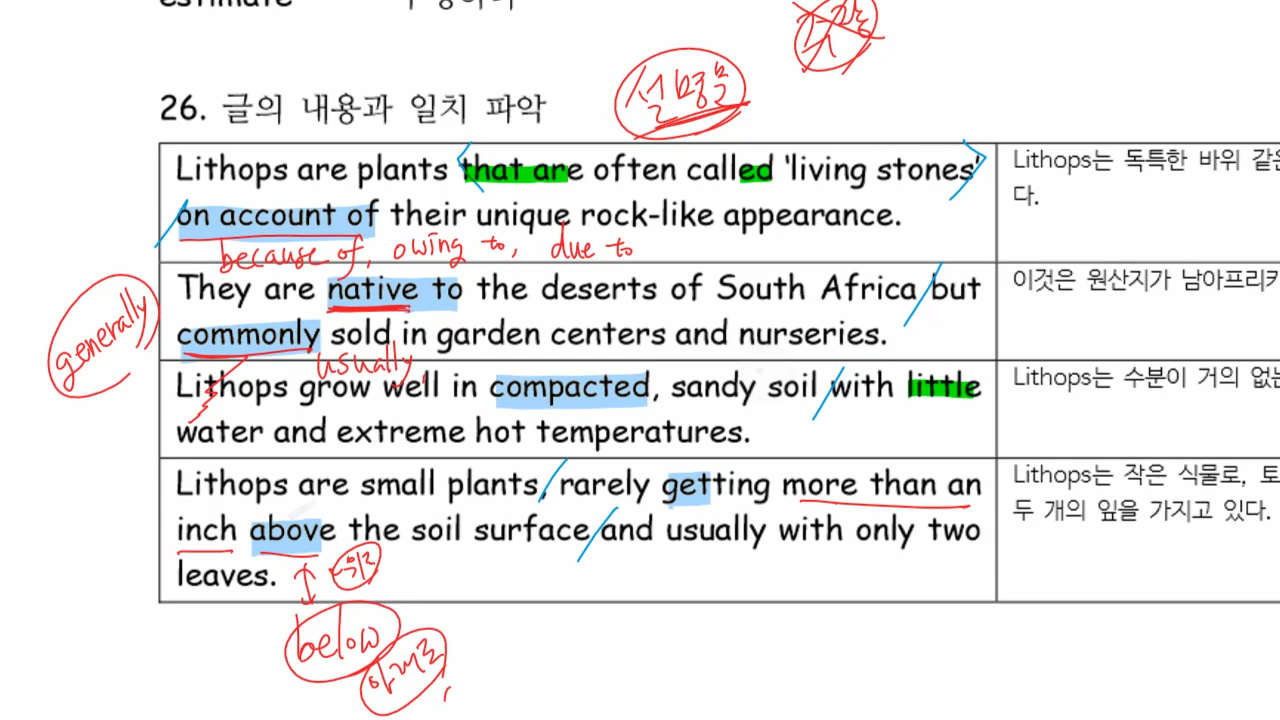 estimate
설명문
26. 글의 내용과 일치 파악
Lithops are plants that are often called 'living stones'
on account of their unique rock-like appearance.
because of, owing to, due to
Lithops는 독특한 바위 같은
다.
They are native to the deserts of South Africa but
commonly sold in garden centers and nurseries.
generally
usually
이것은 원산지가 남아프리카
Lithops grow well in compacted, sandy soil with little
water and extreme hot temperatures.
Lithops는 수분이 거의 없는
Lithops are small plants, rarely getting more than an
inch above the soil surface and usually with only two
leaves.
위로
below
아래로
Lithops는 작은 식물로, 토
두 개의 잎을 가지고 있다.